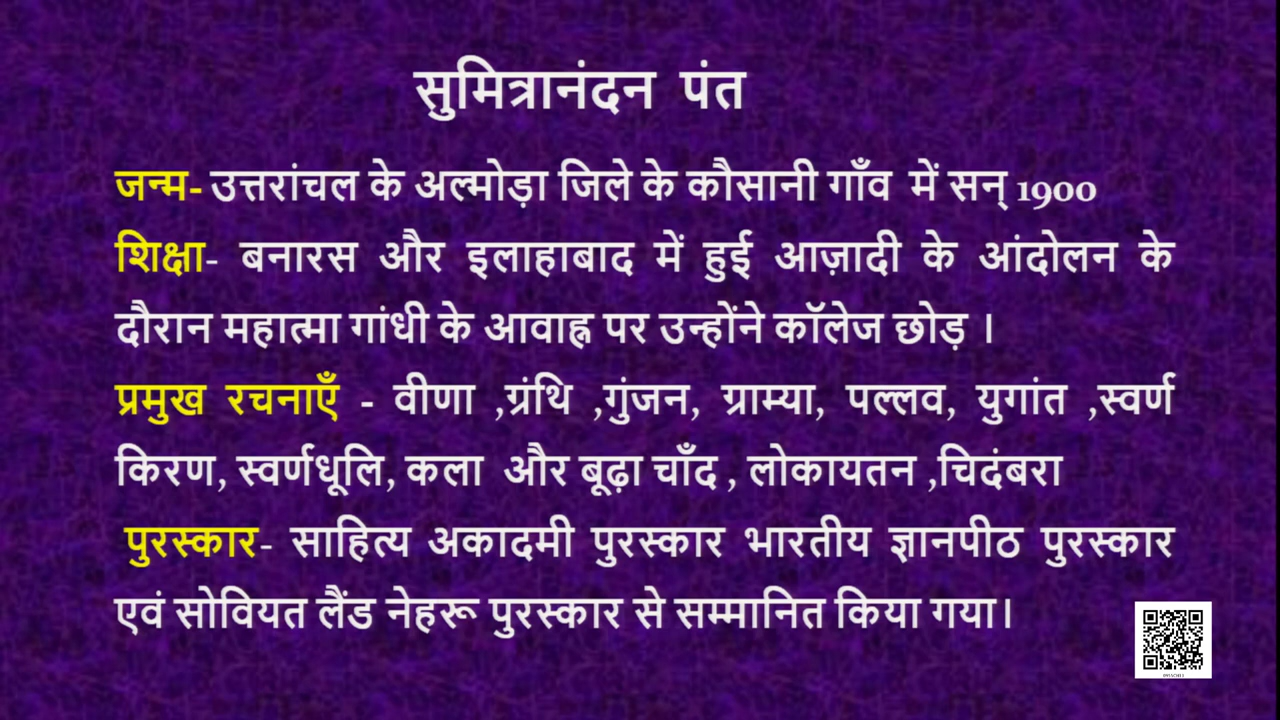 सुमित्रानंदन पंत
जन्म- उत्तरांचल के अल्मोड़ा जिले के कौसानी गाँव में सन् 1900
शिक्षा- बनारस और इलाहाबाद में हुई आज़ादी के आंदोलन के
दौरान महात्मा गांधी के आवाह्न पर उन्होंने कॉलेज छोड़ ।
प्रमुख रचनाएँ - वीणा ,ग्रंथि ,गुंजन, ग्राम्या, पल्लव, युगांत ,स्वर्ण
किरण, स्वर्णधूलि, कला और बूढ़ा चाँद , लोकायतन ,चिदंबरा
पुरस्कार- साहित्य अकादमी पुरस्कार भारतीय ज्ञानपीठ पुरस्कार
एवं सोवियत लैंड नेहरू पुरस्कार से सम्मानित किया गया।